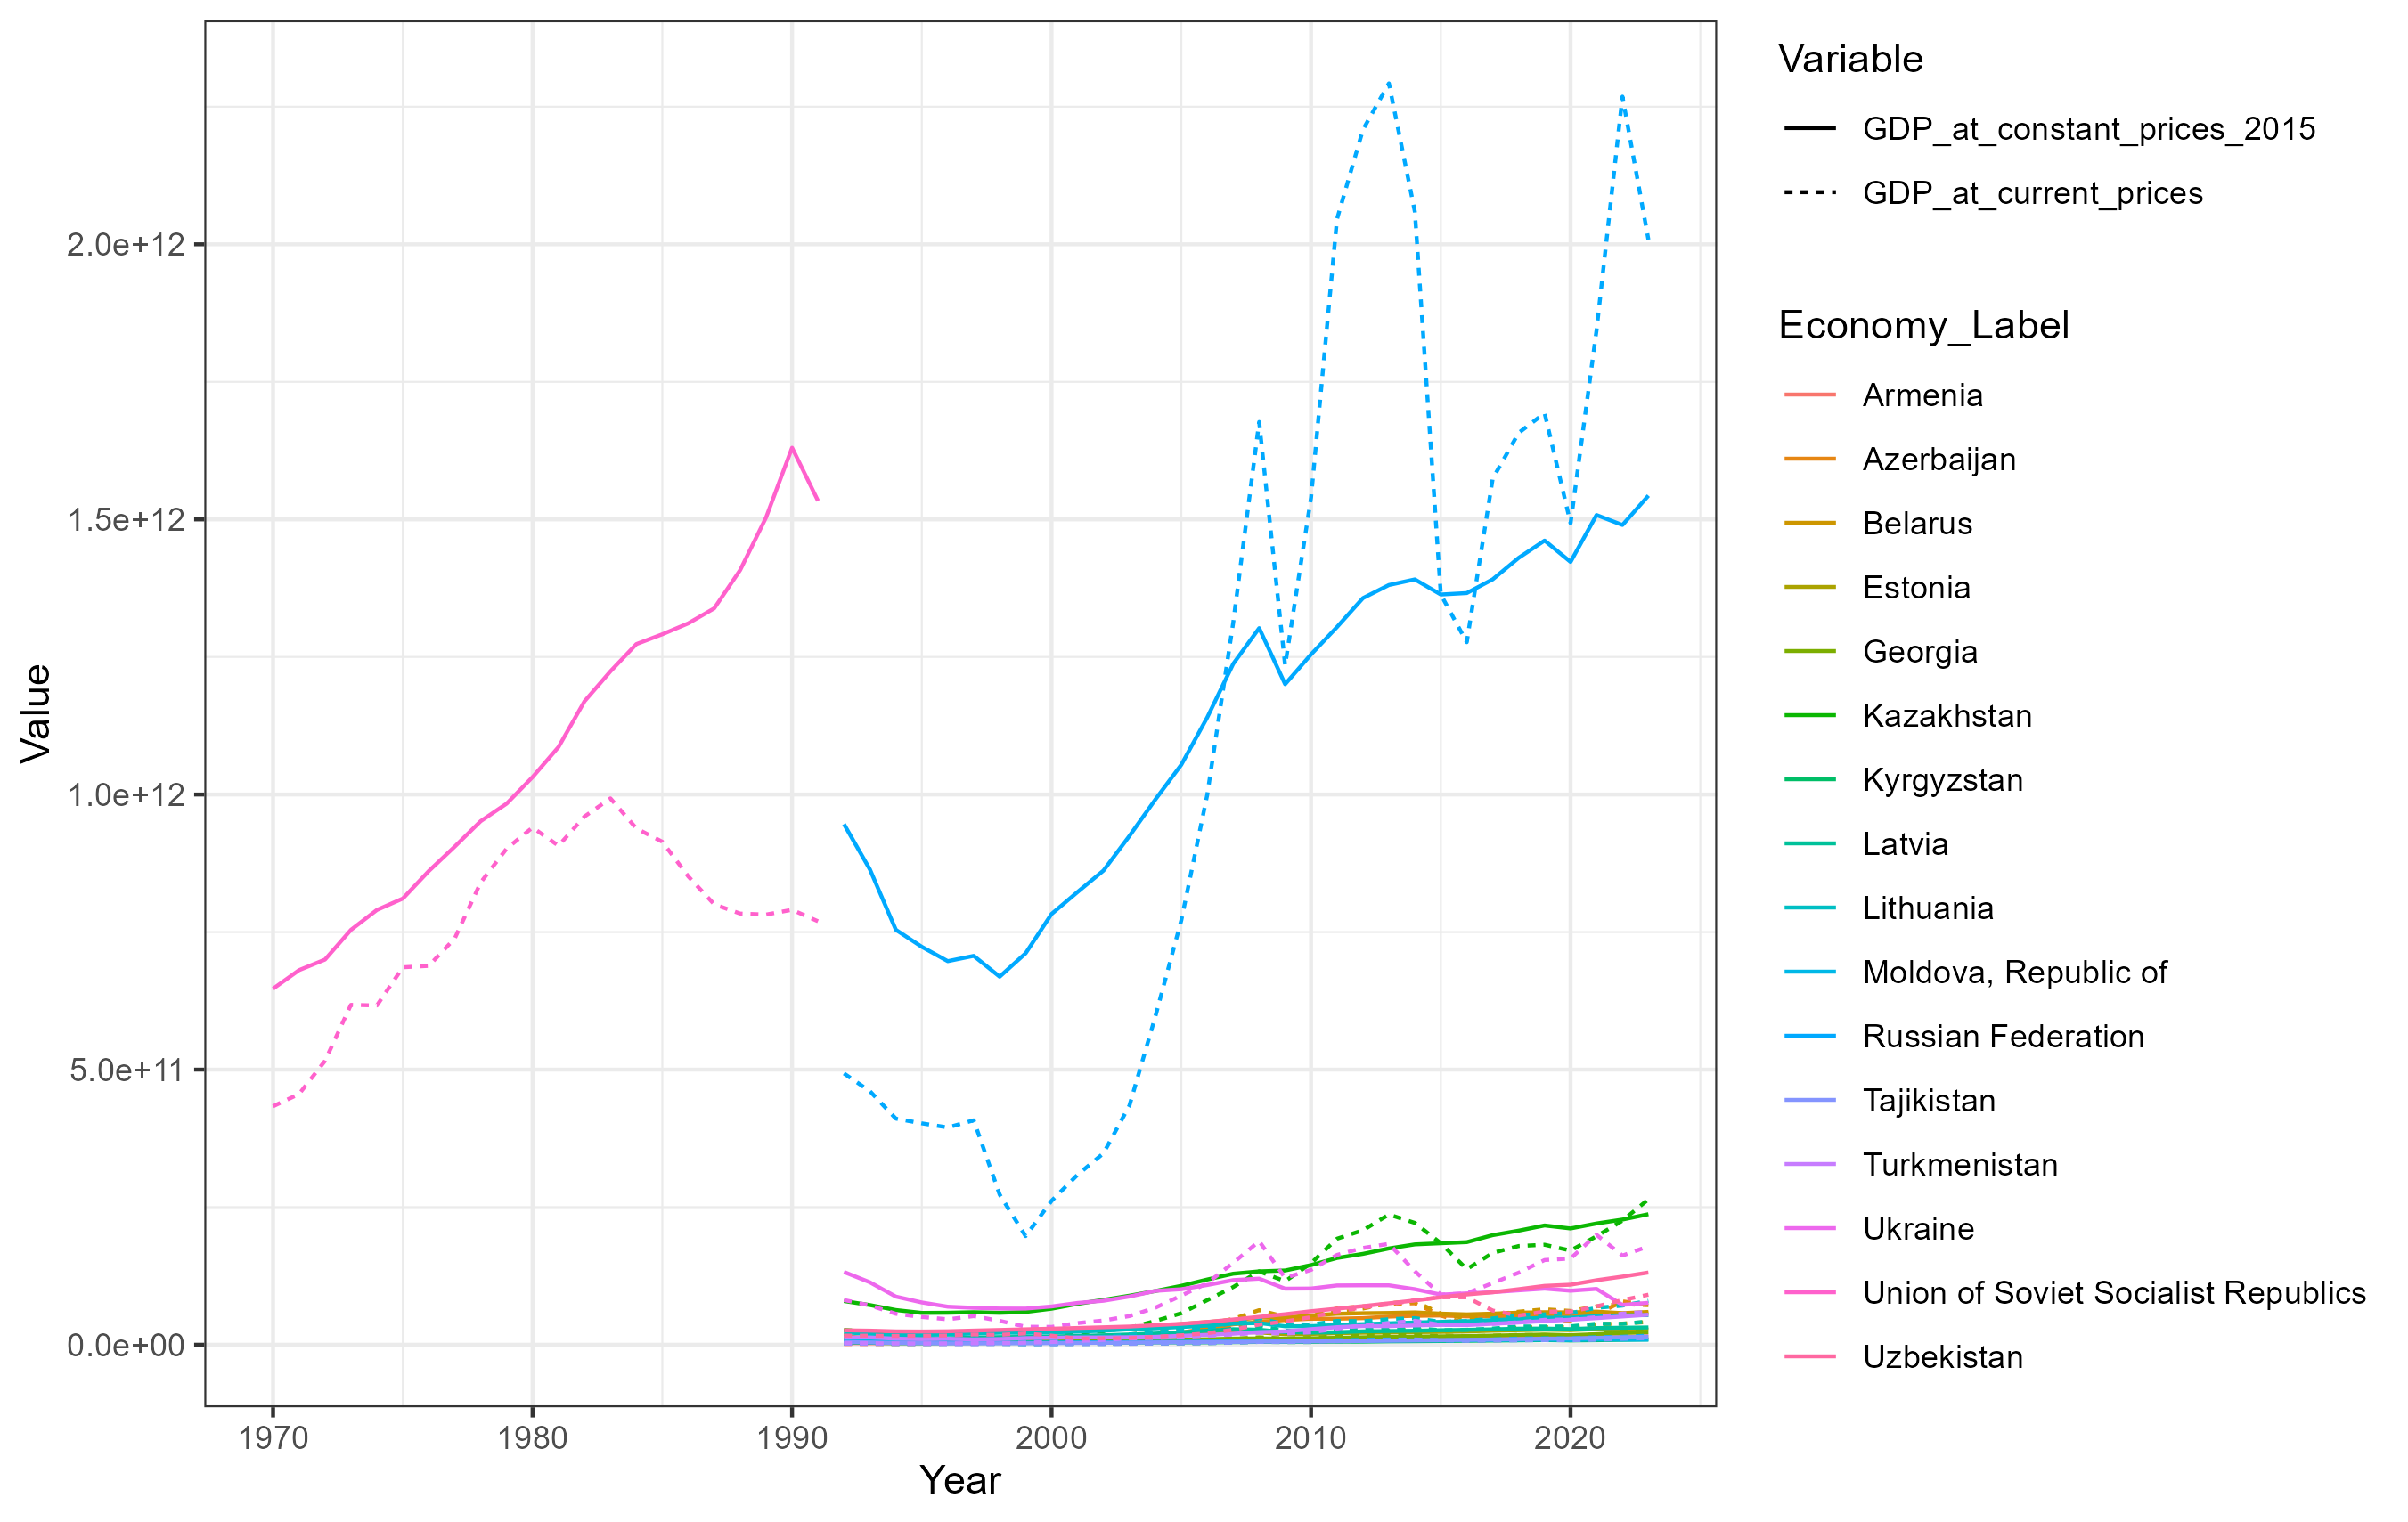 Variable
GDP_at_constant_prices_2015
GDP_at_current_prices
Economy_Label
Armenia
Azerbaijan
Belarus
Estonia
Georgia
Kazakhstan
Kyrgyzstan
Latvia
Lithuania
Moldova, Republic of
Russian Federation
Tajikistan
Turkmenistan
Ukraine
Union of Soviet Socialist Republics
Uzbekistan
Value
2.0e+12
1.5e+12
1.0e+12
5.0e+11
0.0e+00
1970 1980 1990 2000 2010 2020
Year